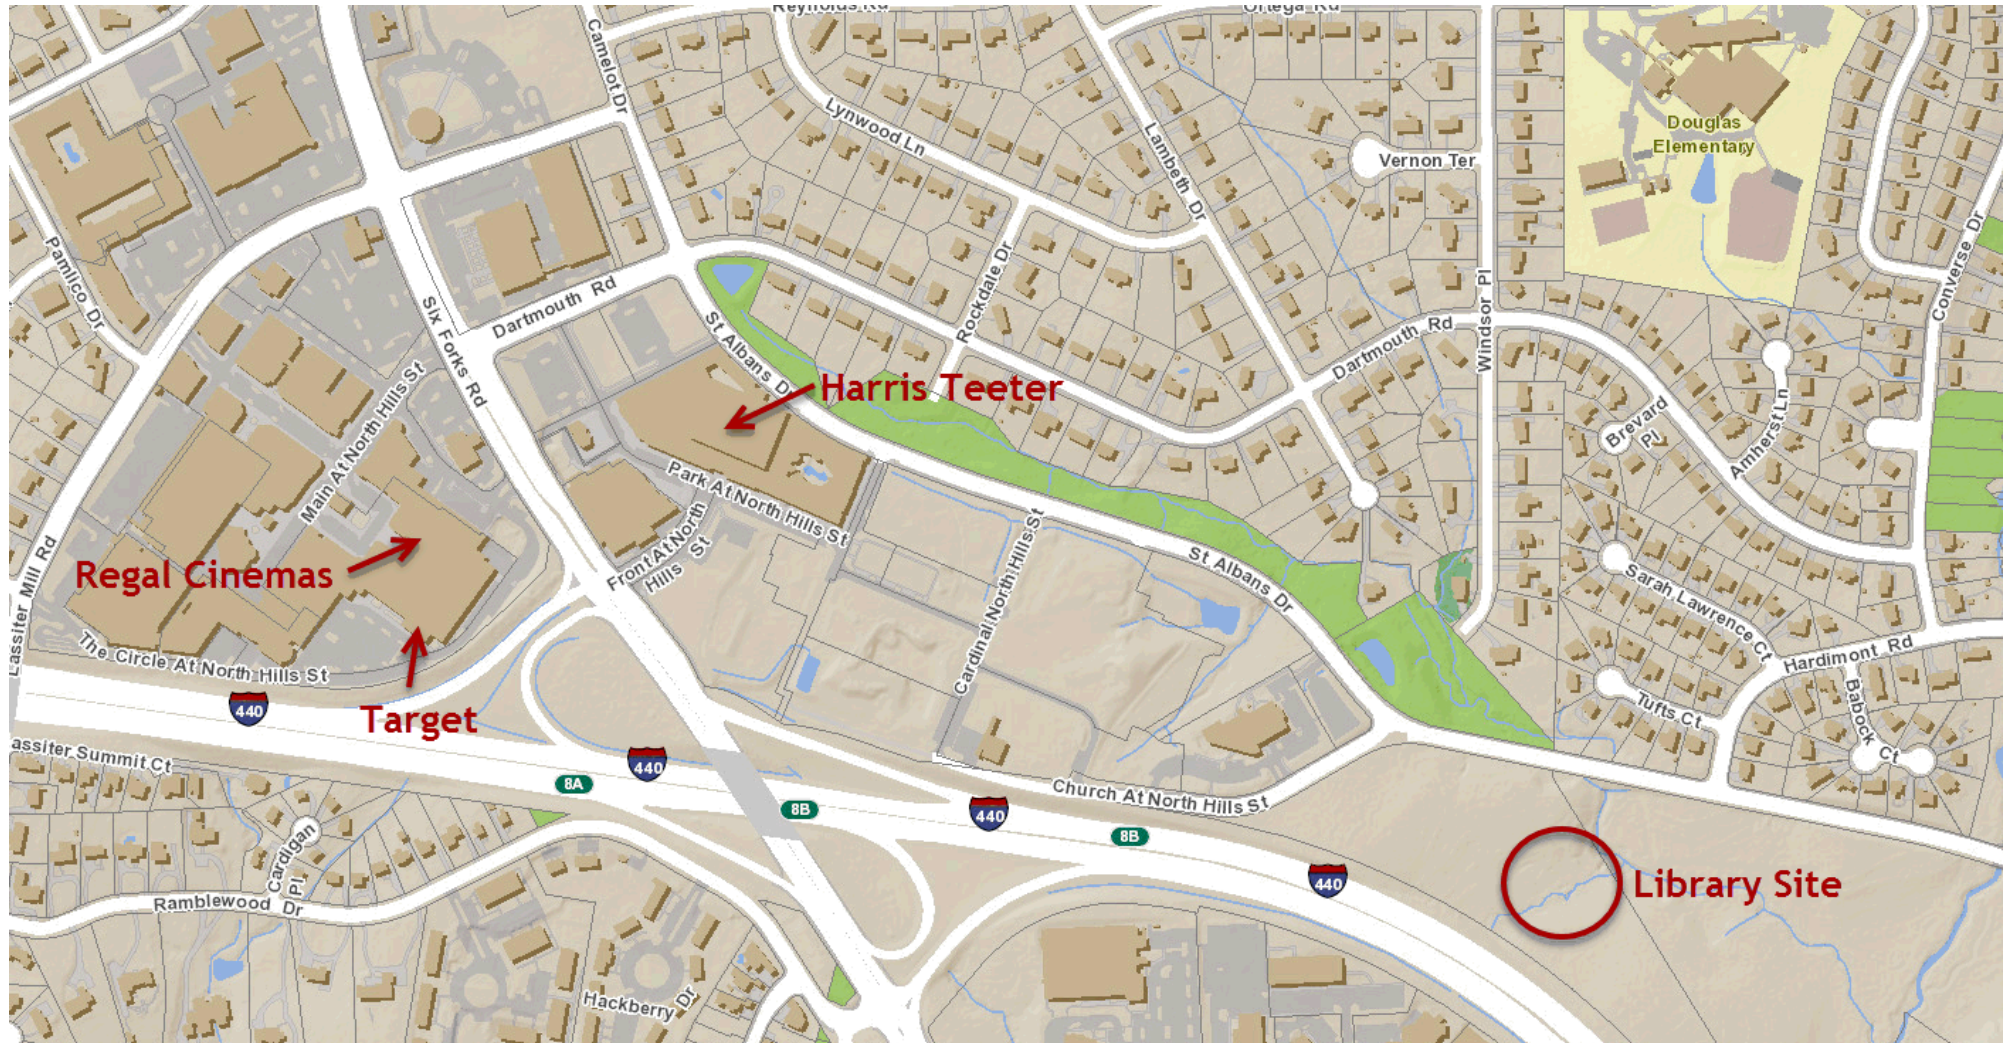 Reynolds Rd
Ortega Rd
Camelot Dr
Lynwood Ln
Lambeth Dr
Vernon Ter
Douglas
Elementary
Converse Dr
Pamlico Dr
Six Forks Rd
Dartmouth Rd
St Albans Dr
Rockdale Dr
Windsor Pl
Dartmouth Rd
Harris Teeter
Main At North Hills St
Brevard
Pl
Amherst Ln
Park At North Hills St
Front At North
Hills St
Cardinal At North Hills St
St Albans Dr
Regal Cinemas
Lassiter Mill Rd
Sarah Lawrence Ct
Hardimont Rd
The Circle At North Hills St
Tufts Ct
Babock Ct
440
Target
assiter Summit Ct
440
8A
8B
440
Church At North Hills St
8B
440
Library Site
Cardigan
Pl
Ramblewood Dr
Hackberry Dr